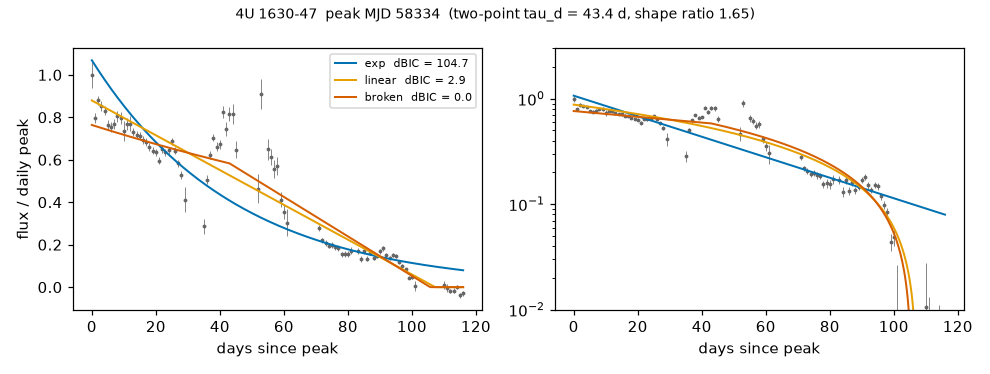 4U 1630-47  peak MJD 58334  (two-point tau_d = 43.4 d, shape ratio 1.65)
flux / daily peak
1.0
0.8
0.6
0.4
0.2
0.0
exp  dBIC = 104.7
linear  dBIC = 2.9
broken  dBIC = 0.0
0 20 40 60 80 100 120
days since peak
10⁰
10⁻¹
10⁻²
0 20 40 60 80 100 120
days since peak